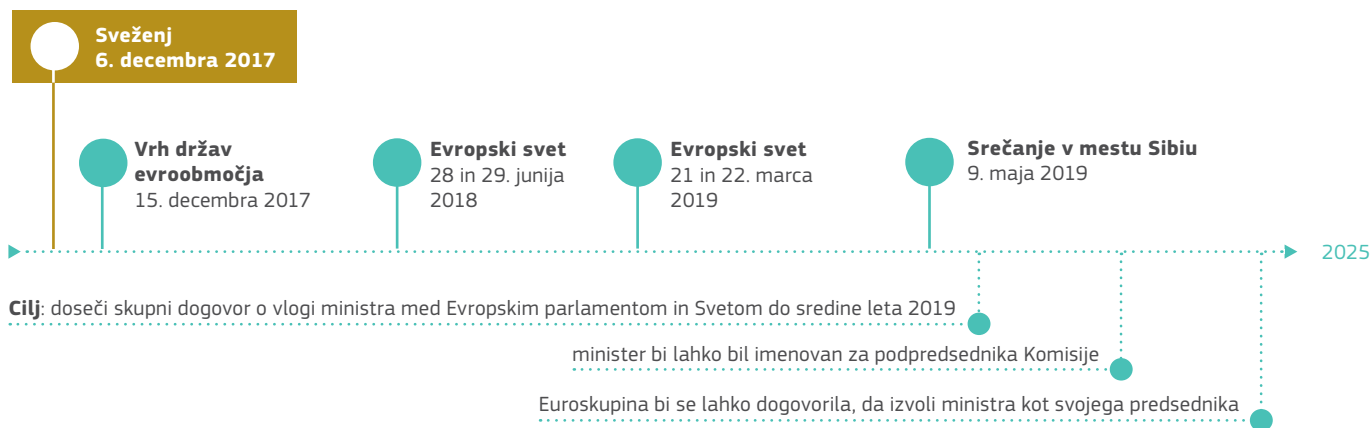 Sveženj
6. decembra 2017
Vrh držav
evroobmočja
15. decembra 2017
Evropski svet
28 in 29. junija
2018
Evropski svet
21 in 22. marca
2019
Srečanje v mestu Sibiu
9. maja 2019
2025
Cilj: doseči skupni dogovor o vlogi ministra med Evropskim parlamentom in Svetom do sredine leta 2019
minister bi lahko bil imenovan za podpredsednika Komisije
Euroskupina bi se lahko dogovorila, da izvoli ministra kot svojega predsednika